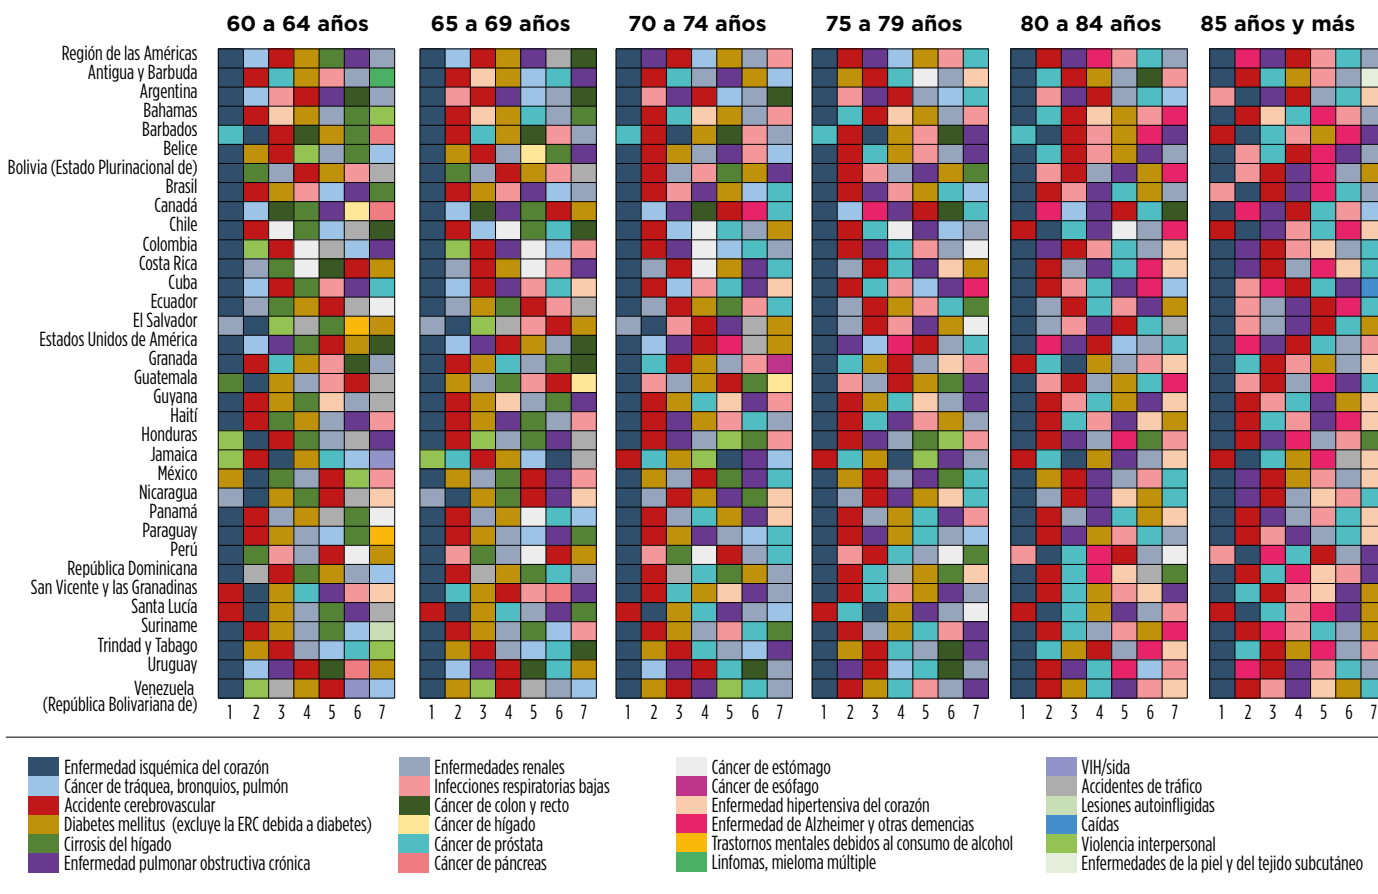 60 a 64 años 65 a 69 años 70 a 74 años 75 a 79 años 80 a 84 años 85 años y más
Región de las Américas
Antigua y Barbuda
Argentina
Bahamas
Barbados
Belice
Bolivia (Estado Plurinacional de)
Brasil
Canadá
Chile
Colombia
Costa Rica
Cuba
Ecuador
El Salvador
Estados Unidos de América
Granada
Guatemala
Guyana
Haití
Honduras
Jamaica
México
Nicaragua
Panamá
Paraguay
Perú
República Dominicana
San Vicente y las Granadinas
Santa Lucía
Suriname
Trinidad y Tabago
Uruguay
Venezuela
(República Bolivariana de)
1 2 3 4 5 6 7 1 2 3 4 5 6 7 1 2 3 4 5 6 7 1 2 3 4 5 6 7 1 2 3 4 5 6 7 1 2 3 4 5 6 7
Enfermedad isquémica del corazón
Cáncer de tráquea, bronquios, pulmón
Accidente cerebrovascular
Diabetes mellitus (excluye la ERC debida a diabetes)
Cirrosis del hígado
Enfermedad pulmonar obstructiva crónica
Enfermedades renales
Infecciones respiratorias bajas
Cáncer de colon y recto
Cáncer de hígado
Cáncer de próstata
Cáncer de páncreas
Cáncer de estómago
Cáncer de esófago
Enfermedad hipertensiva del corazón
Enfermedad de Alzheimer y otras demencias
Trastornos mentales debidos al consumo de alcohol
Linfomas, mieloma múltiple
VIH/sida
Accidentes de tráfico
Lesiones autoinfligidas
Caídas
Violencia interpersonal
Enfermedades de la piel y del tejido subcutáneo